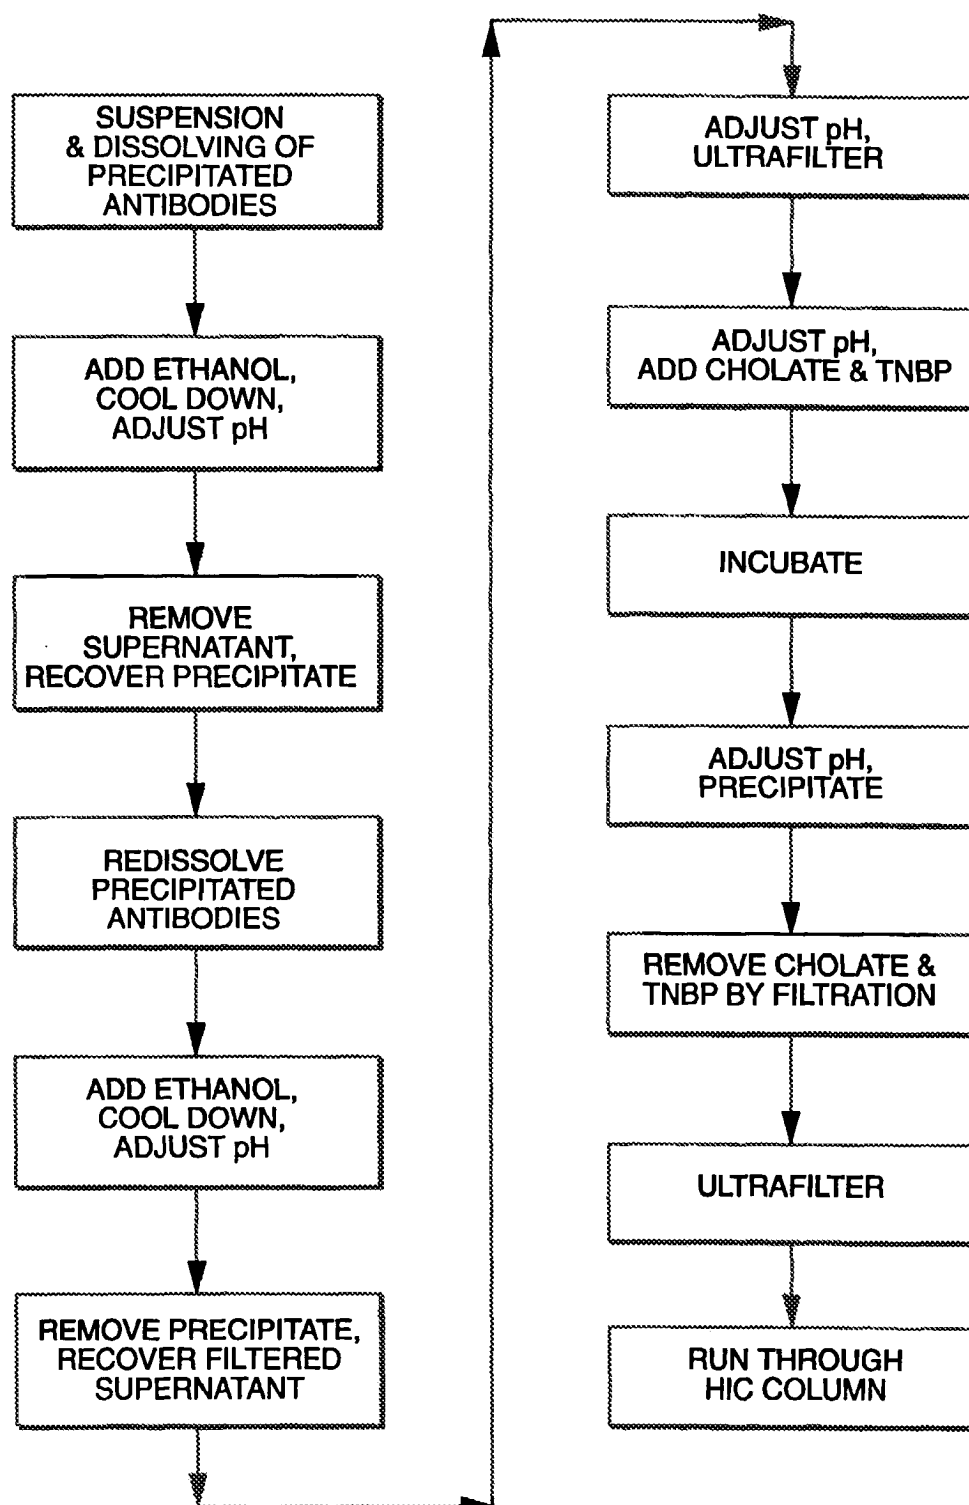 SUSPENSION
& DISSOLVING OF
PRECIPITATED
ANTIBODIES
ADD ETHANOL,
COOL DOWN,
ADJUST pH
REMOVE
SUPERNATANT,
RECOVER PRECIPITATE
REDISSOLVE
PRECIPITATED
ANTIBODIES
ADD ETHANOL,
COOL DOWN,
ADJUST pH
REMOVE PRECIPITATE,
RECOVER FILTERED
SUPERNATANT
ADJUST pH,
ULTRAFILTER
ADJUST pH,
ADD CHOLATE & TNBP
INCUBATE
ADJUST pH,
PRECIPITATE
REMOVE CHOLATE &
TNBP BY FILTRATION
ULTRAFILTER
RUN THROUGH
HIC COLUMN